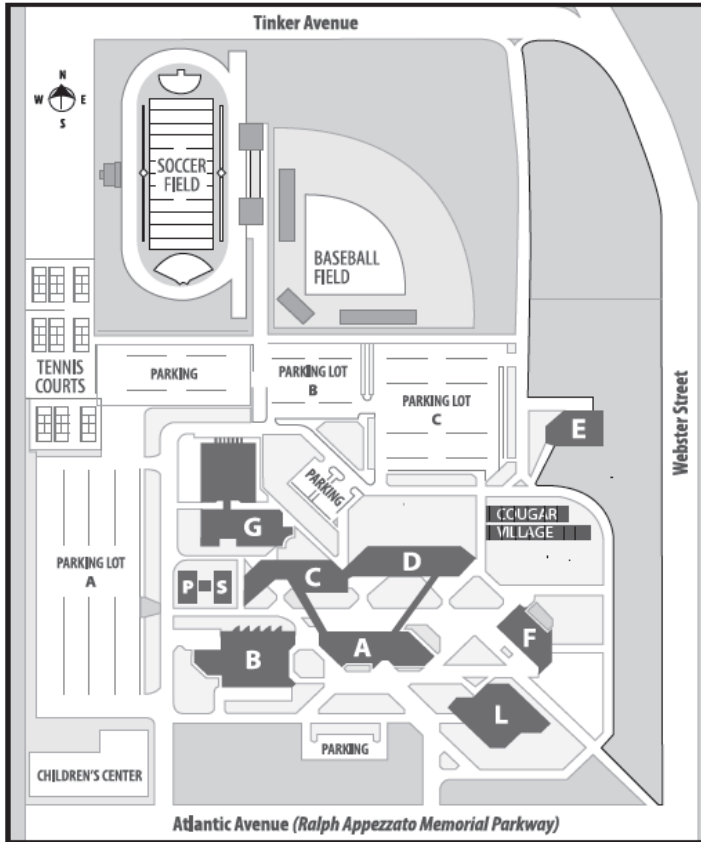 Tinker Avenue
N
W E
S
SOCCER
FIELD
BASEBALL
FIELD
TENNIS
COURTS
PARKING
PARKING LOT
B
PARKING LOT
C
E
Webster Street
PARKING
COUGAR
VILLAGE
G
PARKING LOT
A
D
C
P S
F
A
B
L
PARKING
CHILDREN'S CENTER
Atlantic Avenue (Ralph Appezzato Memorial Parkway)